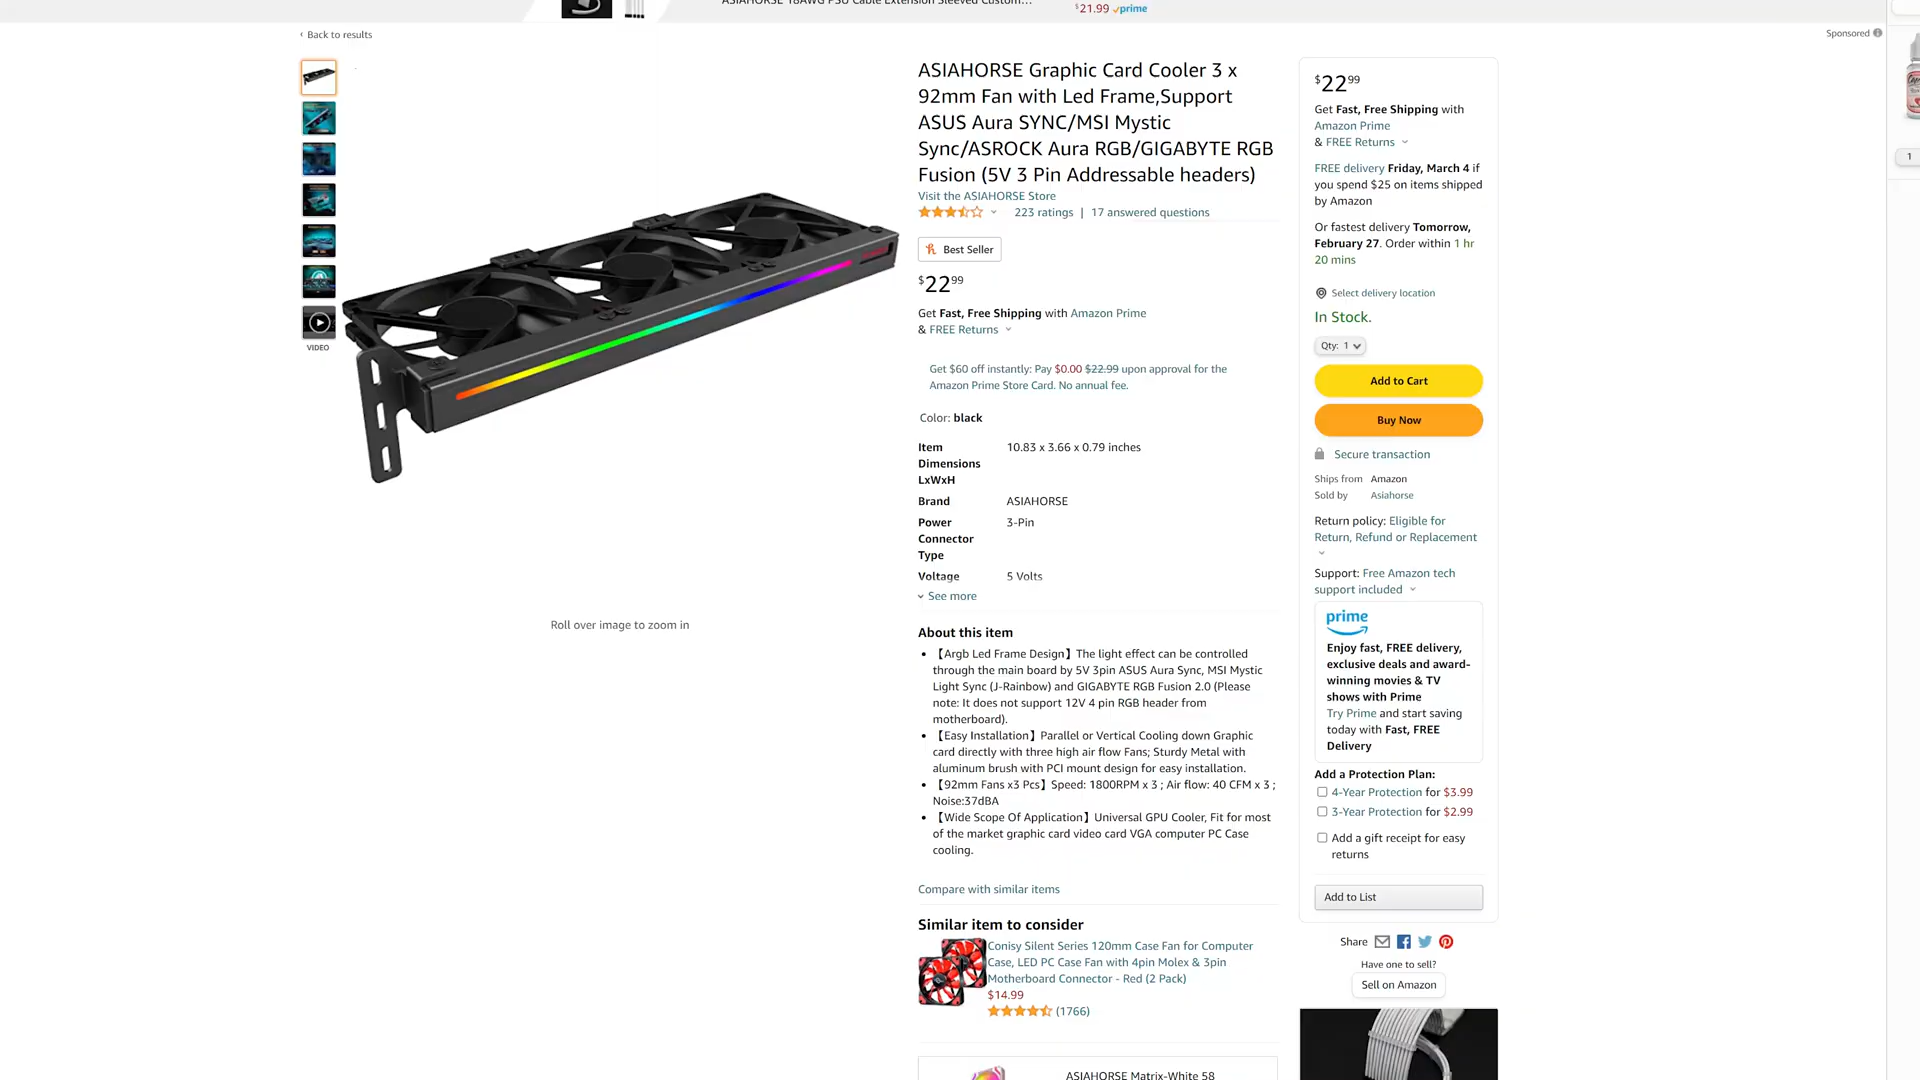 ASIAHORSE 18AWG PSU Cable Extension Sleeved Custom…
$21.99 prime
‹ Back to results
Sponsored
VIDEO
Roll over image to zoom in
ASIAHORSE Graphic Card Cooler 3 x
92mm Fan with Led Frame,Support
ASUS Aura SYNC/MSI Mystic
Sync/ASROCK Aura RGB/GIGABYTE RGB
Fusion (5V 3 Pin Addressable headers)
Visit the ASIAHORSE Store
223 ratings | 17 answered questions
Best Seller
$22 99
Get Fast, Free Shipping with Amazon Prime
& FREE Returns
Get $60 off instantly: Pay $0.00 $22.99 upon approval for the
Amazon Prime Store Card. No annual fee.
Color: black
Item 10.83 x 3.66 x 0.79 inches
Dimensions
LxWxH
Brand ASIAHORSE
Power 3-Pin
Connector
Type
Voltage 5 Volts
See more
About this item
• 【Argb Led Frame Design】The light effect can be controlled
through the main board by 5V 3pin ASUS Aura Sync, MSI Mystic
Light Sync (J-Rainbow) and GIGABYTE RGB Fusion 2.0 (Please
note: It does not support 12V 4 pin RGB header from
motherboard).
• 【Easy Installation】Parallel or Vertical Cooling down Graphic
card directly with three high air flow Fans; Sturdy Metal with
aluminum brush with PCI mount design for easy installation.
• 【92mm Fans x3 Pcs】Speed: 1800RPM x 3 ; Air flow: 40 CFM x 3 ;
Noise:37dBA
• 【Wide Scope Of Application】Universal GPU Cooler, Fit for most
of the market graphic card video card VGA computer PC Case
cooling.
Compare with similar items
Similar item to consider
Conisy Silent Series 120mm Case Fan for Computer
Case, LED PC Case Fan with 4pin Molex & 3pin
Motherboard Connector - Red (2 Pack)
$14.99
(1766)
ASIAHORSE Matrix-White 58
$22 99
Get Fast, Free Shipping with
Amazon Prime
& FREE Returns
FREE delivery Friday, March 4 if
you spend $25 on items shipped
by Amazon
Or fastest delivery Tomorrow,
February 27. Order within 1 hr
20 mins
Select delivery location
In Stock.
Qty: 1
Add to Cart
Buy Now
Secure transaction
Ships from Amazon
Sold by Asiahorse
Return policy: Eligible for
Return, Refund or Replacement
Support: Free Amazon tech
support included
prime
Enjoy fast, FREE delivery,
exclusive deals and award-
winning movies & TV
shows with Prime
Try Prime and start saving
today with Fast, FREE
Delivery
Add a Protection Plan:
4-Year Protection for $3.99
3-Year Protection for $2.99
Add a gift receipt for easy
returns
Add to List
Share
Have one to sell?
Sell on Amazon
1